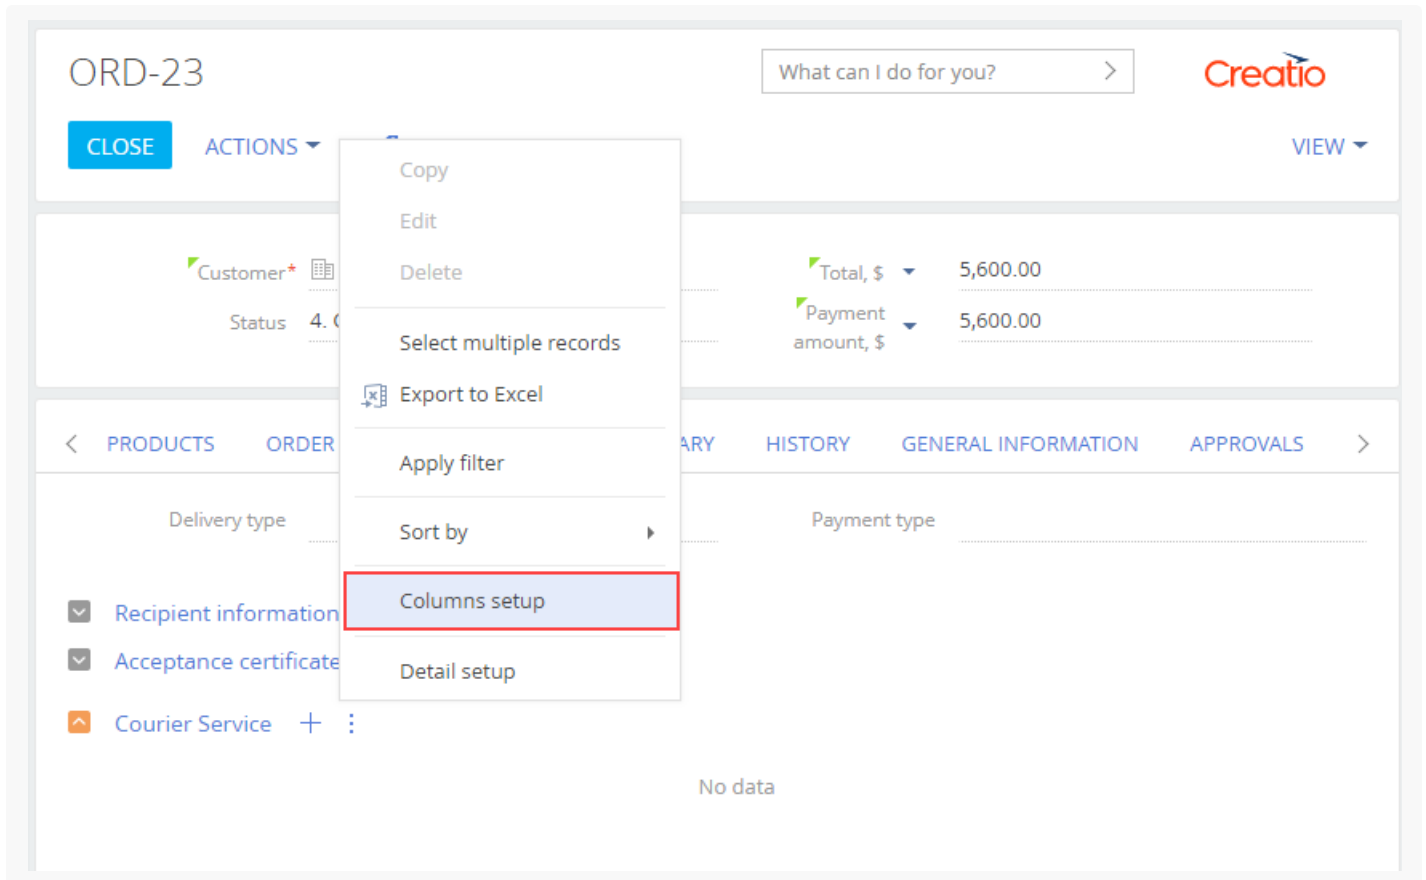 ORD-23
What can I do for you?
Creatio
CLOSE
ACTIONS
VIEW
Copy
Edit
Delete
Select multiple records
Export to Excel
Apply filter
Sort by
Columns setup
Detail setup
Customer*
Status 4.
Total, $ 5,600.00
Payment
amount, $ 5,600.00
PRODUCTS ORDER HISTORY GENERAL INFORMATION APPROVALS
Delivery type Payment type
Recipient information
Acceptance certificate
Courier Service
No data